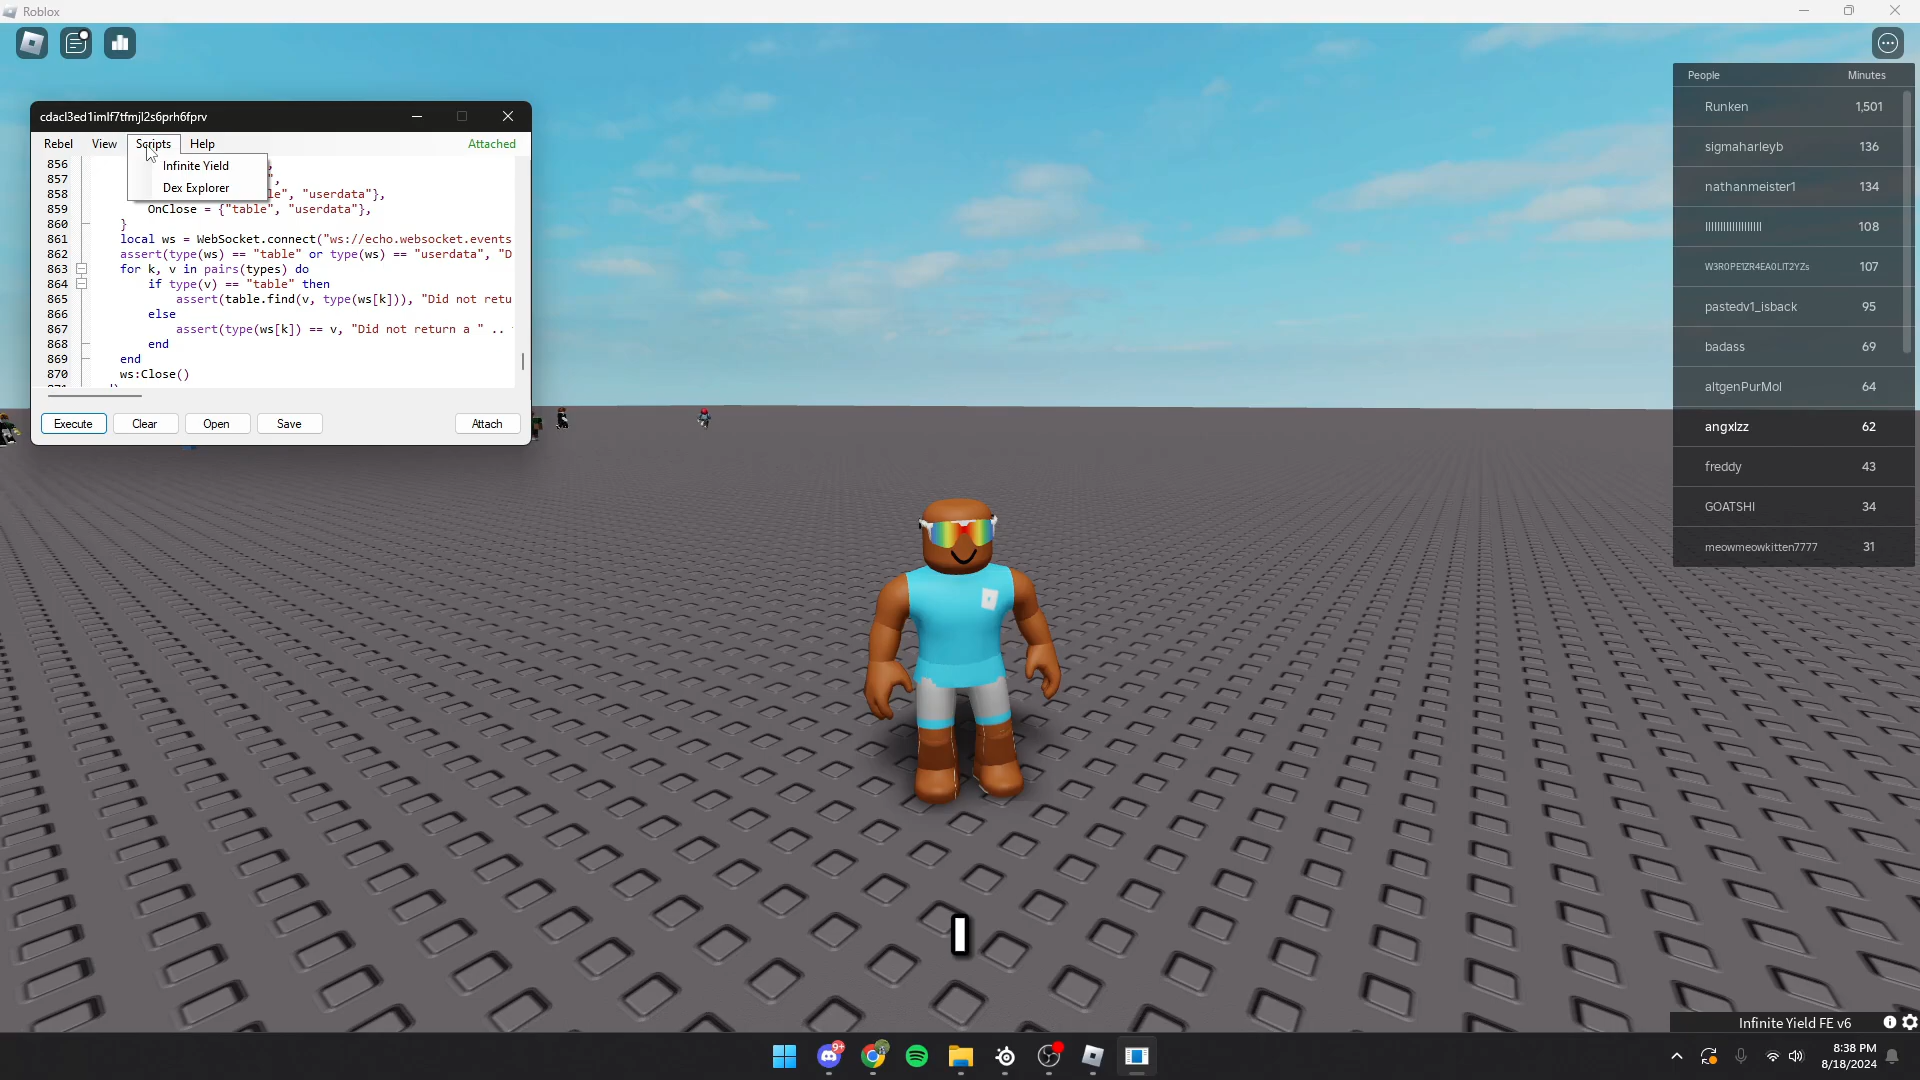 Roblox
People Minutes
Runken 1,501
sigmaharleyb 136
nathanmeister1 134
108
W3ROPE1ZR4EA0LIT2YZs 107
pastedv1_isback 95
badass 69
altgenPurMol 64
angxlzz 62
freddy 43
GOATSHI 34
meowmeowkitten7777 31
cdacl3ed1imlf7tfmjl2s6prh6fprv
Rebel View Scripts Help Attached
Infinite Yield
Dex Explorer
856 ,
857 ",
858 le", "userdata"},
859 OnClose = {"table", "userdata"},
860 }
861 local ws = WebSocket.connect("ws://echo.websocket.events
862 assert(type(ws) == "table" or type(ws) == "userdata", "D
863 for k, v in pairs(types) do
864 if type(v) == "table" then
865 assert(table.find(v, type(ws[k])), "Did not retu
866 else
867 assert(type(ws[k]) == v, "Did not return a " ..
868 end
869 end
870 ws:Close()
Execute Clear Open Save Attach
Infinite Yield FE v6
9+
8:38 PM
8/18/2024